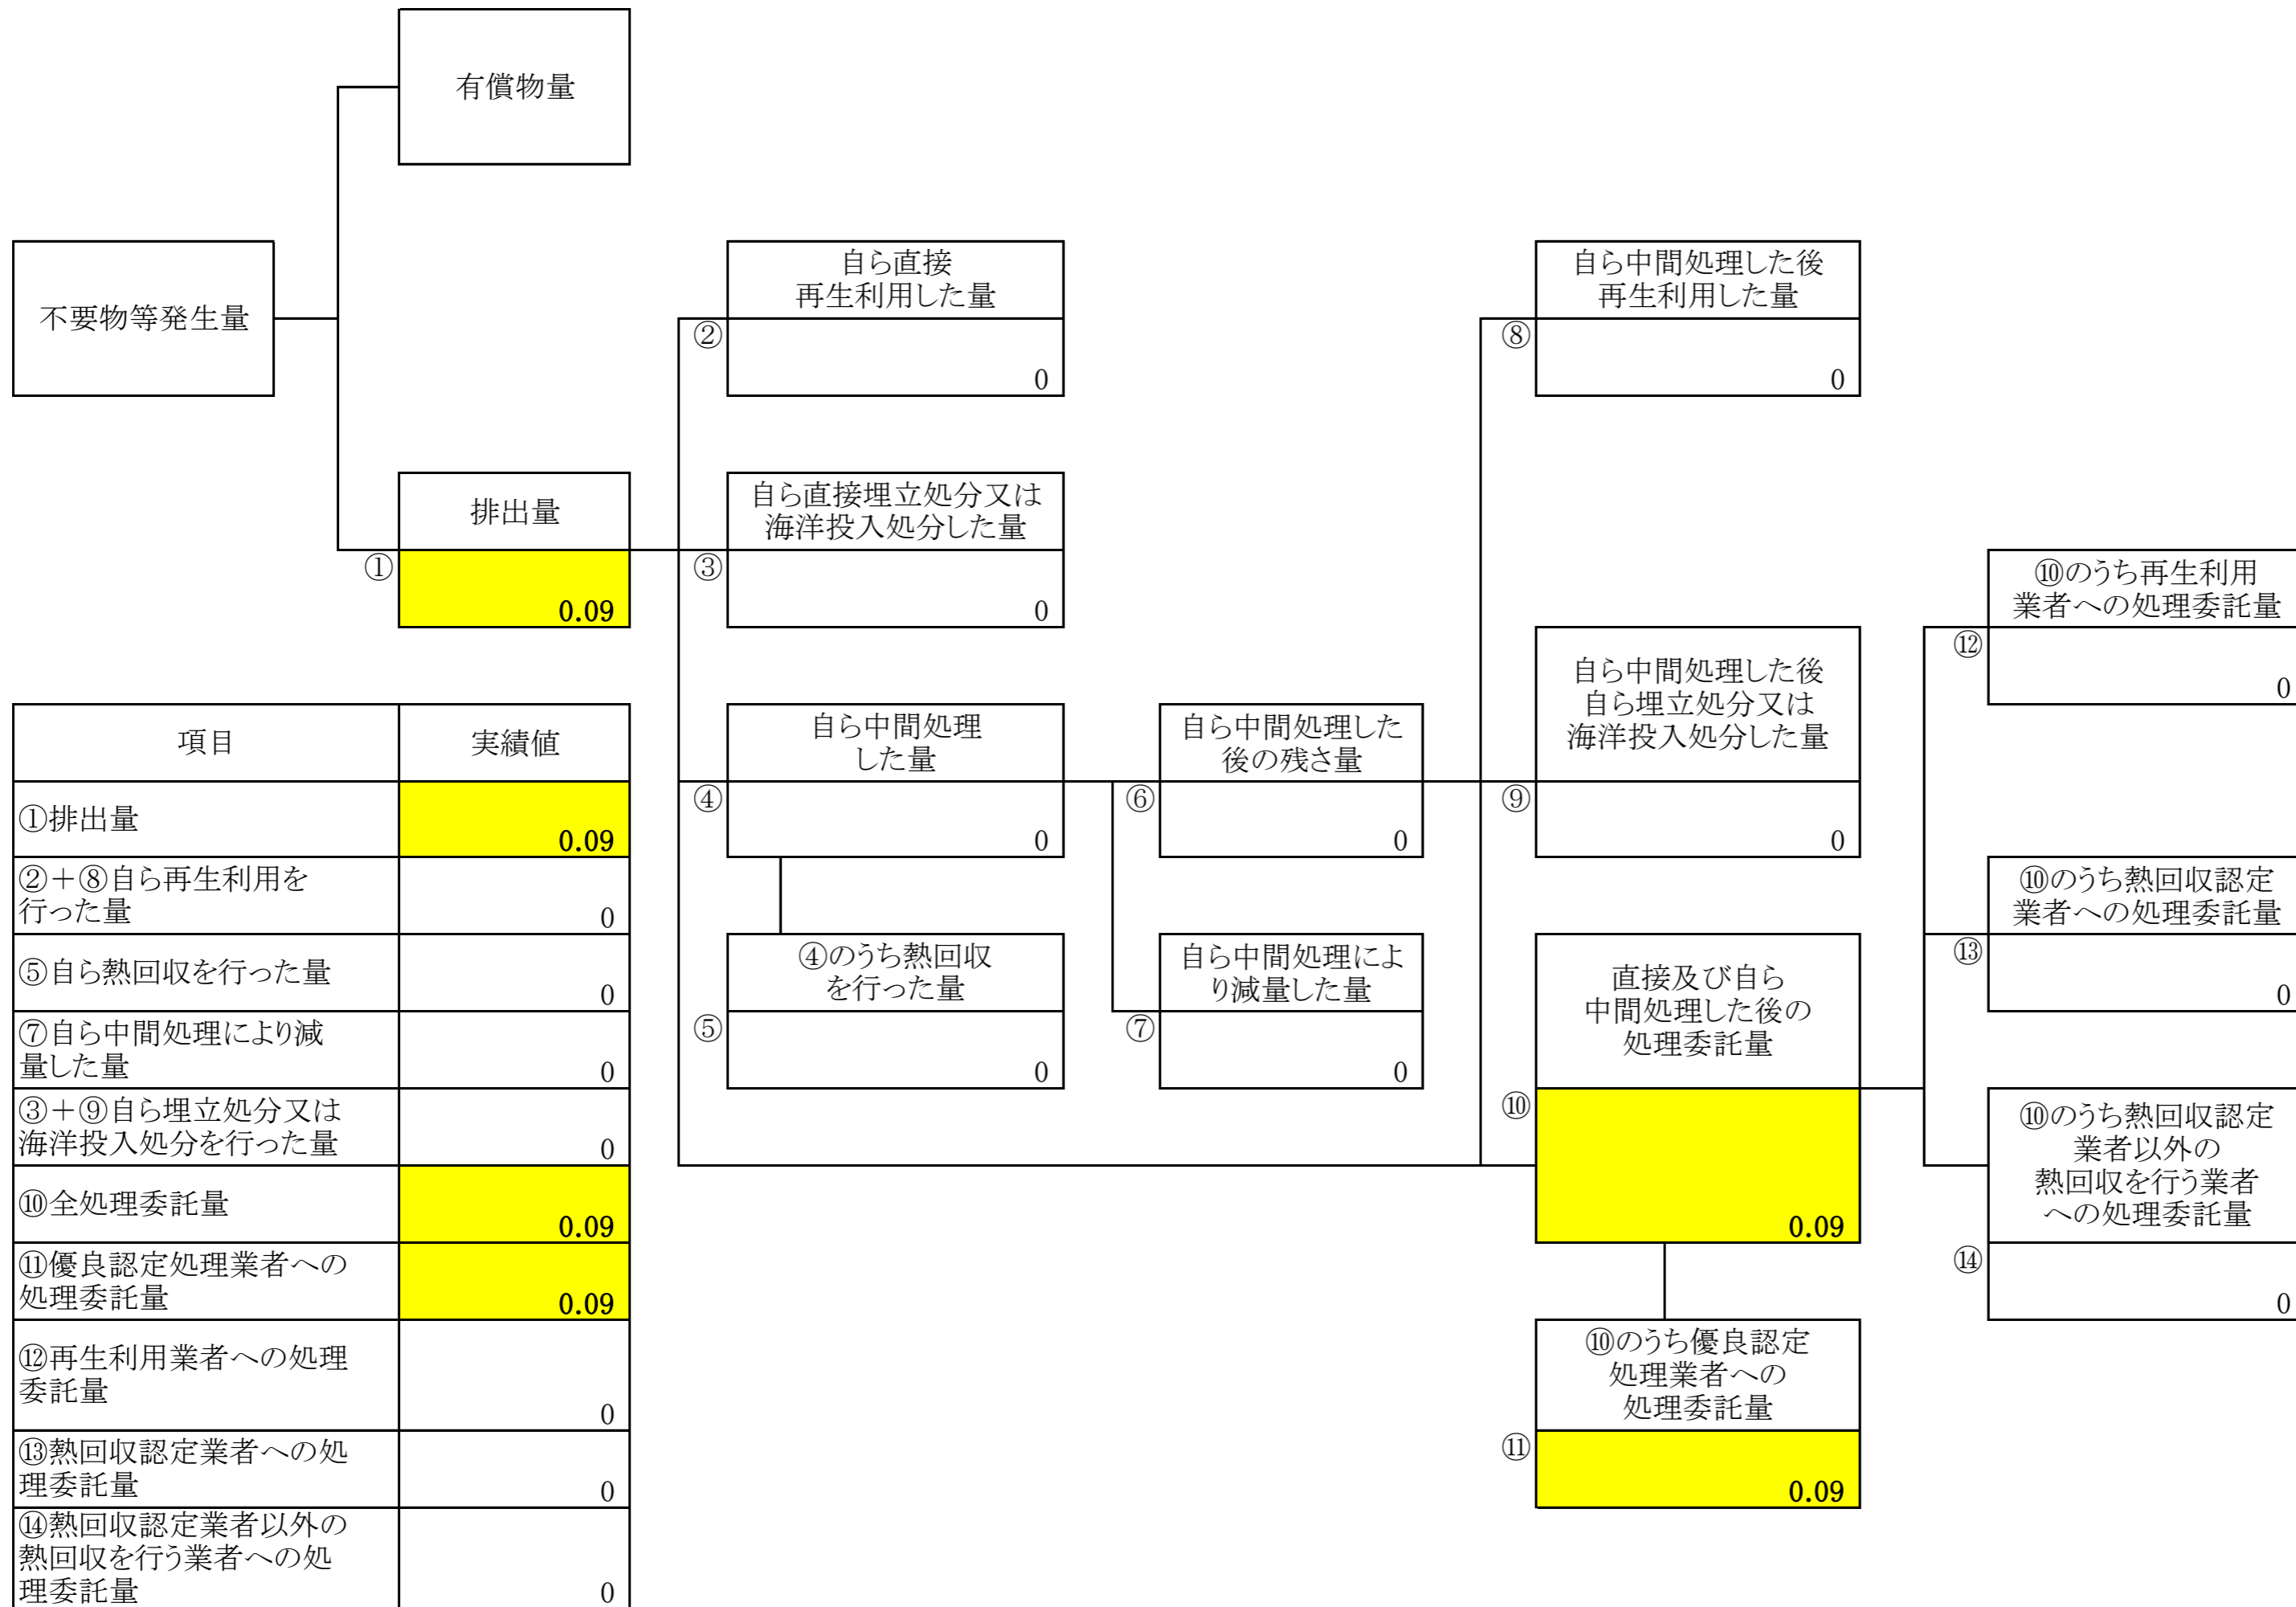 有償物量
不要物等発生量
自ら直接
再生利用した量
②
0
自ら中間処理した後
再生利用した量
⑧
0
排出量
①
0.09
自ら直接埋立処分又は
海洋投入処分した量
③
0
⑩のうち再生利用
業者への処理委託量
⑫
0
自ら中間処理
した量
④
0
自ら中間処理した
後の残さ量
⑥
0
自ら中間処理した後
自ら埋立処分又は
海洋投入処分した量
⑨
0
⑩のうち熱回収認定
業者への処理委託量
⑬
0
④のうち熱回収
を行った量
⑤
0
自ら中間処理によ
り減量した量
⑦
0
直接及び自ら
中間処理した後の
処理委託量
⑩
0.09
⑩のうち熱回収認定
業者以外の
熱回収を行う業者
への処理委託量
⑭
0
⑩のうち優良認定
処理業者への
処理委託量
⑪
0.09
項目 実績値
①排出量
0.09
②+⑧自ら再生利用を
行った量 0
⑤自ら熱回収を行った量
0
⑦自ら中間処理により減
量した量 0
③+⑨自ら埋立処分又は
海洋投入処分を行った量 0
⑩全処理委託量
0.09
⑪優良認定処理業者への
処理委託量 0.09
⑫再生利用業者への処理
委託量
0
⑬熱回収認定業者への処
理委託量 0
⑭熱回収認定業者以外の
熱回収を行う業者への処
理委託量 0